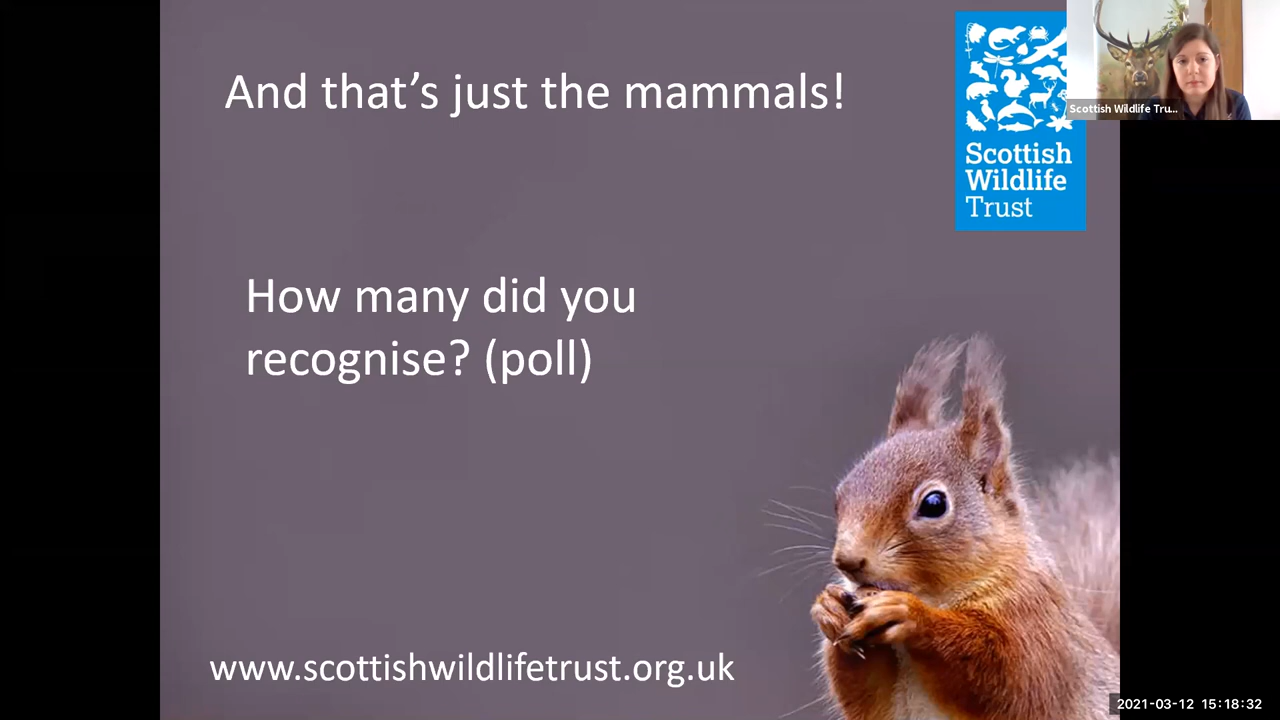 And that's just the mammals!
Scottish
Wildlife
Trust
Scottish Wildlife Tru...
How many did you
recognise? (poll)
www.scottishwildlifetrust.org.uk
2021-03-12 15:18:32